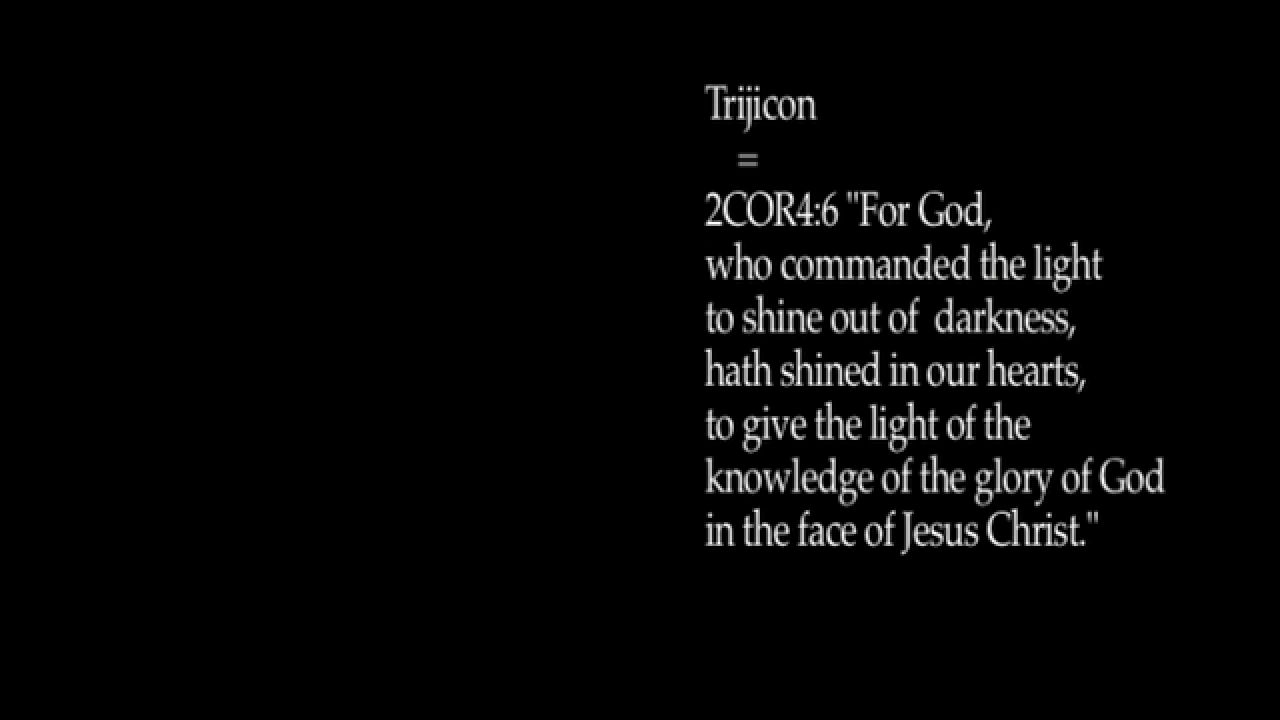 Trijicon
=
2COR4:6 "For God,
who commanded the light
to shine out of  darkness,
hath shined in our hearts,
to give the light of the
knowledge of the glory of God
in the face of Jesus Christ."